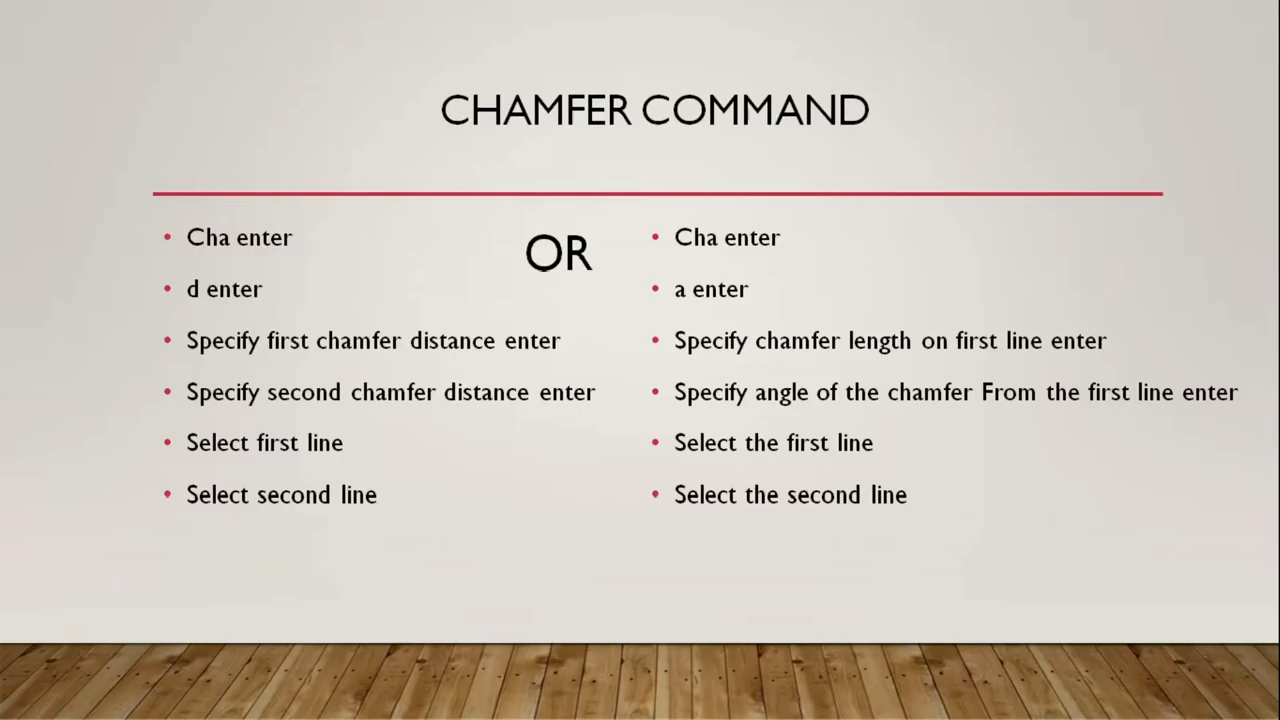 CHAMFER COMMAND
• Cha enter
• d enter
• Specify first chamfer distance enter
• Specify second chamfer distance enter
• Select first line
• Select second line
OR
• Cha enter
• a enter
• Specify chamfer length on first line enter
• Specify angle of the chamfer From the first line enter
• Select the first line
• Select the second line